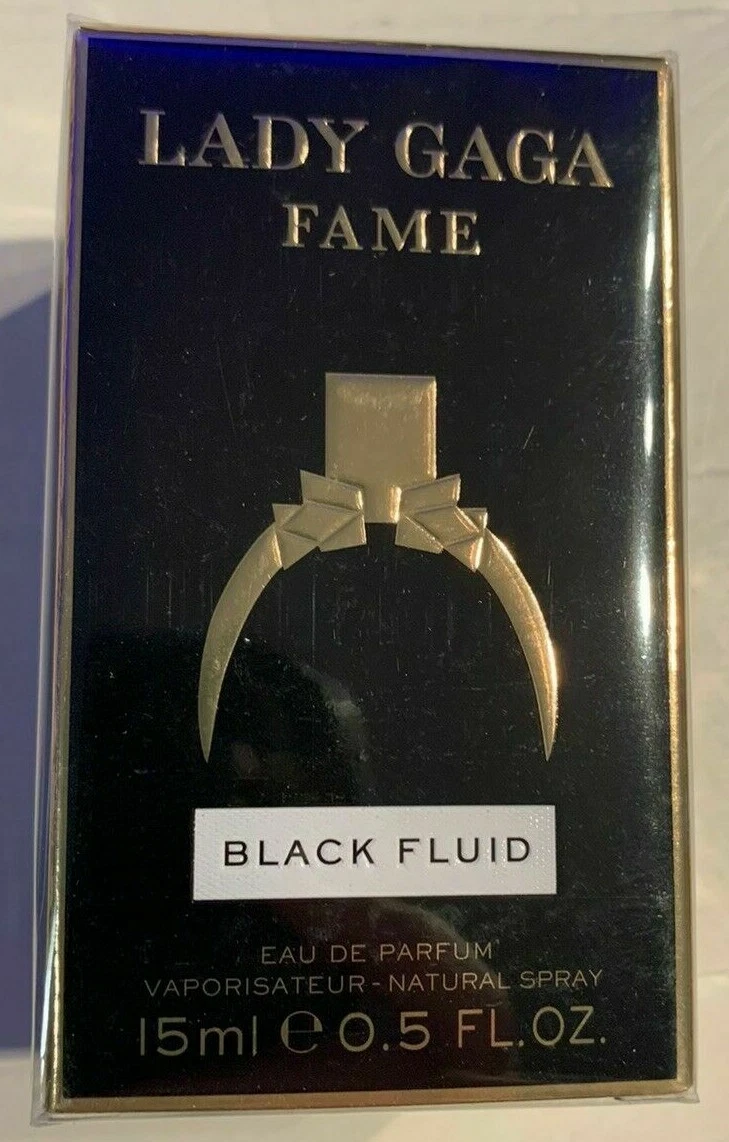 LADY GAGA
FAME
BLACK FLUID
EAU DE PARFUM
VAPORISATEUR - NATURAL SPRAY
15ml ℮ 0.5 FL.OZ.